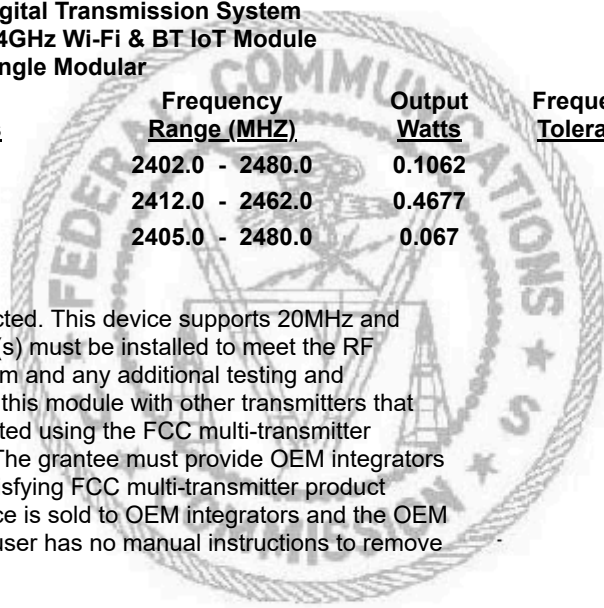 gital Transmission System
4GHz Wi-Fi & BT IoT Module
ngle Modular
Frequency Output Freque
Range (MHZ) Watts Tolera
2402.0 - 2480.0 0.1062
2412.0 - 2462.0 0.4677
2405.0 - 2480.0 0.067
cted. This device supports 20MHz and
(s) must be installed to meet the RF
m and any additional testing and
this module with other transmitters that
ted using the FCC multi-transmitter
The grantee must provide OEM integrators
sfying FCC multi-transmitter product
ce is sold to OEM integrators and the OEM
user has no manual instructions to remove -
FEDERAL COMMUNICATIONS COMMISSION